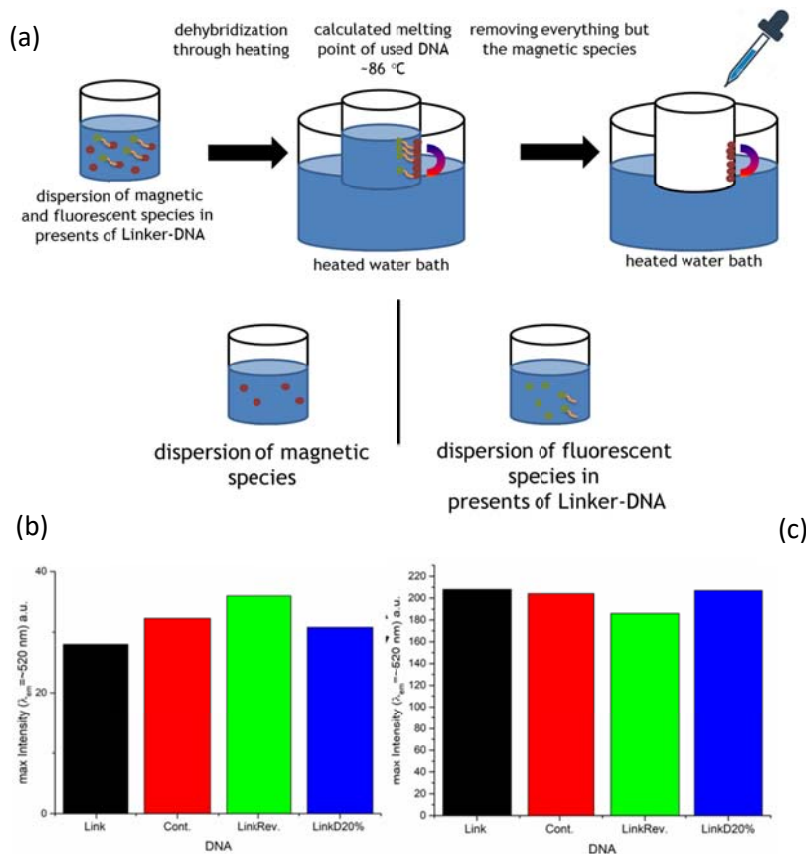 (a)
dehybridization
through heating
calculated melting
point of used DNA
~86 °C
removing everything but
the magnetic species
dispersion of magnetic
and fluorescent species in
presents of Linker-DNA
heated water bath
heated water bath
dispersion of magnetic
species
dispersion of fluorescent
species in
presents of Linker-DNA
(b)
(c)
max Intensity (λem=~520 nm) a.u.
40
20
0
Link
Cont.
LinkRev.
LinkD20%
DNA
max Intensity (λem=~520 nm) a.u.
220
200
180
160
140
120
100
80
60
40
20
0
Link
Cont.
LinkRev.
LinkD20%
DNA